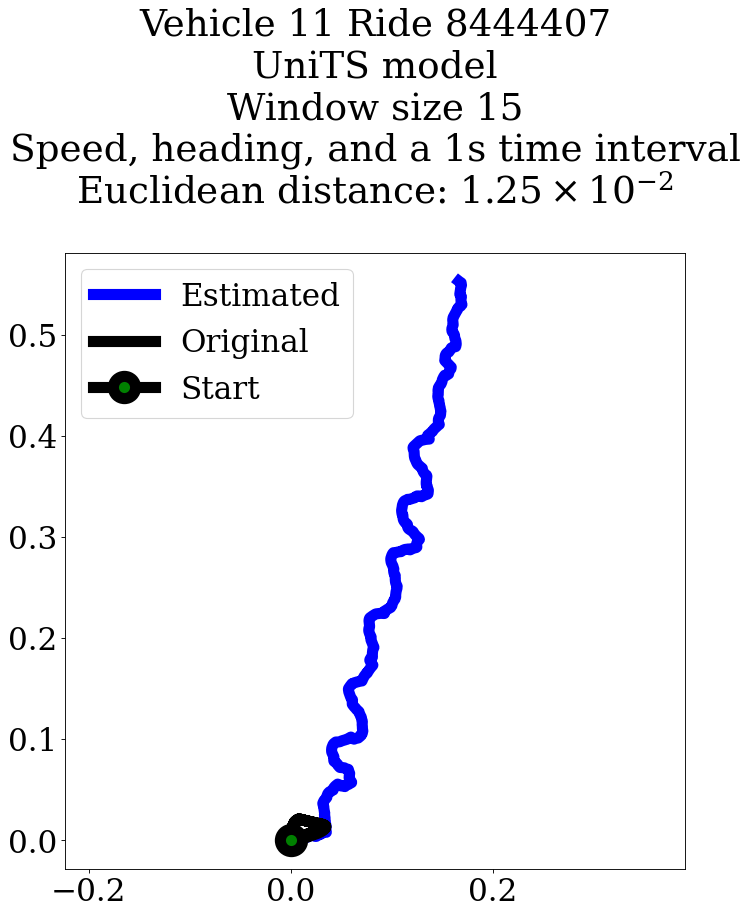 Vehicle 11 Ride 8444407
UniTS model
Window size 15
Speed, heading, and a 1s time interval
Euclidean distance: 1.25 × 10⁻²
Estimated
Original
Start
0.5
0.4
0.3
0.2
0.1
0.0
−0.2
0.0
0.2